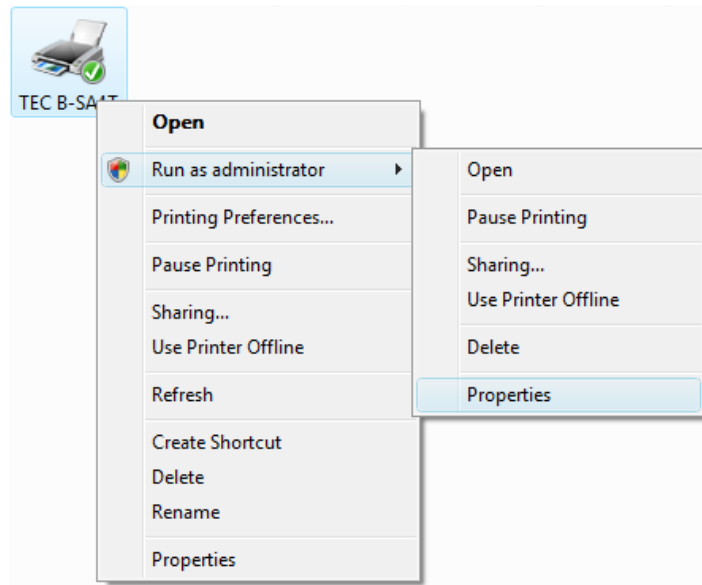 TEC B-SA4T
Open
Run as administrator
Printing Preferences...
Pause Printing
Sharing...
Use Printer Offline
Refresh
Create Shortcut
Delete
Rename
Properties
Open
Pause Printing
Sharing...
Use Printer Offline
Delete
Properties